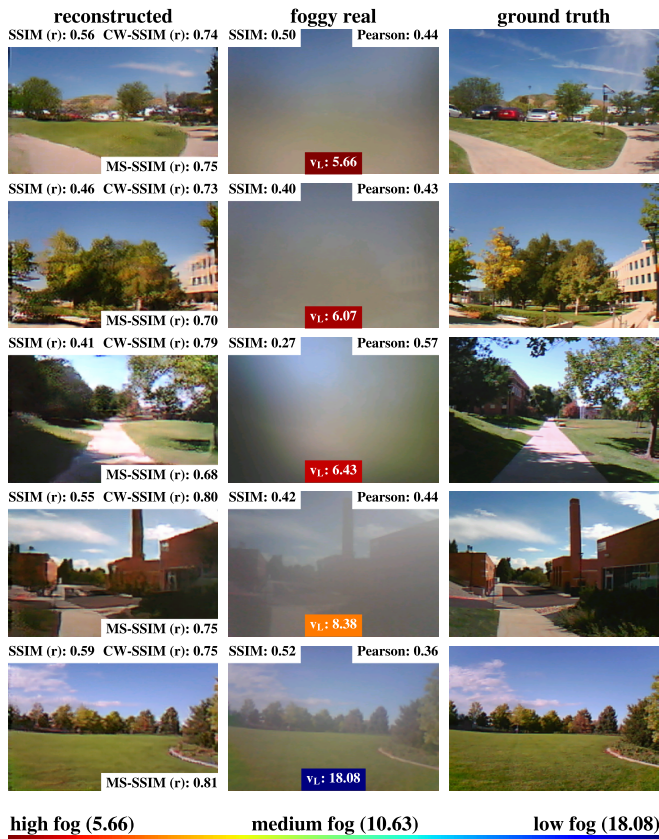 reconstructed foggy real ground truth
SSIM (r): 0.56 CW-SSIM (r): 0.74 SSIM: 0.50 Pearson: 0.44
v_L: 5.66
MS-SSIM (r): 0.75
SSIM (r): 0.46 CW-SSIM (r): 0.73 SSIM: 0.40 Pearson: 0.43
v_L: 6.07
MS-SSIM (r): 0.70
SSIM (r): 0.41 CW-SSIM (r): 0.79 SSIM: 0.27 Pearson: 0.57
v_L: 6.43
MS-SSIM (r): 0.68
SSIM (r): 0.55 CW-SSIM (r): 0.80 SSIM: 0.42 Pearson: 0.44
v_L: 8.38
MS-SSIM (r): 0.75
SSIM (r): 0.59 CW-SSIM (r): 0.75 SSIM: 0.52 Pearson: 0.36
v_L: 18.08
MS-SSIM (r): 0.81
high fog (5.66) medium fog (10.63) low fog (18.08)